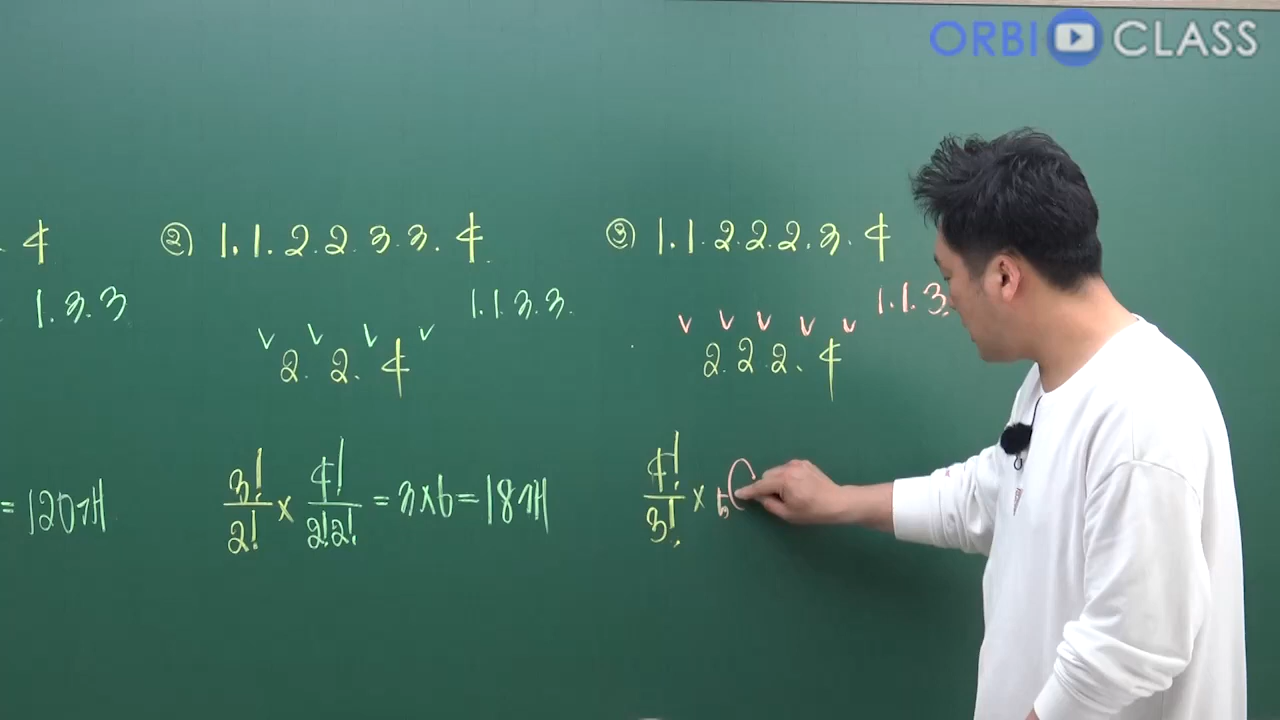 ORBI CLASS
. 4
1. 3. 3
= 120개
② 1. 1. 2. 2. 3. 3. 4.
1. 1. 3. 3.
∨ ∨ ∨ ∨
2. 2. 4
3!/2! × 4!/2!2! = 3×6 = 18개
③ 1. 1. 2. 2. 2. 3. 4
1. 1. 3.
∨ ∨ ∨ ∨ ∨
2. 2. 2. 4
4!/3! × 5C